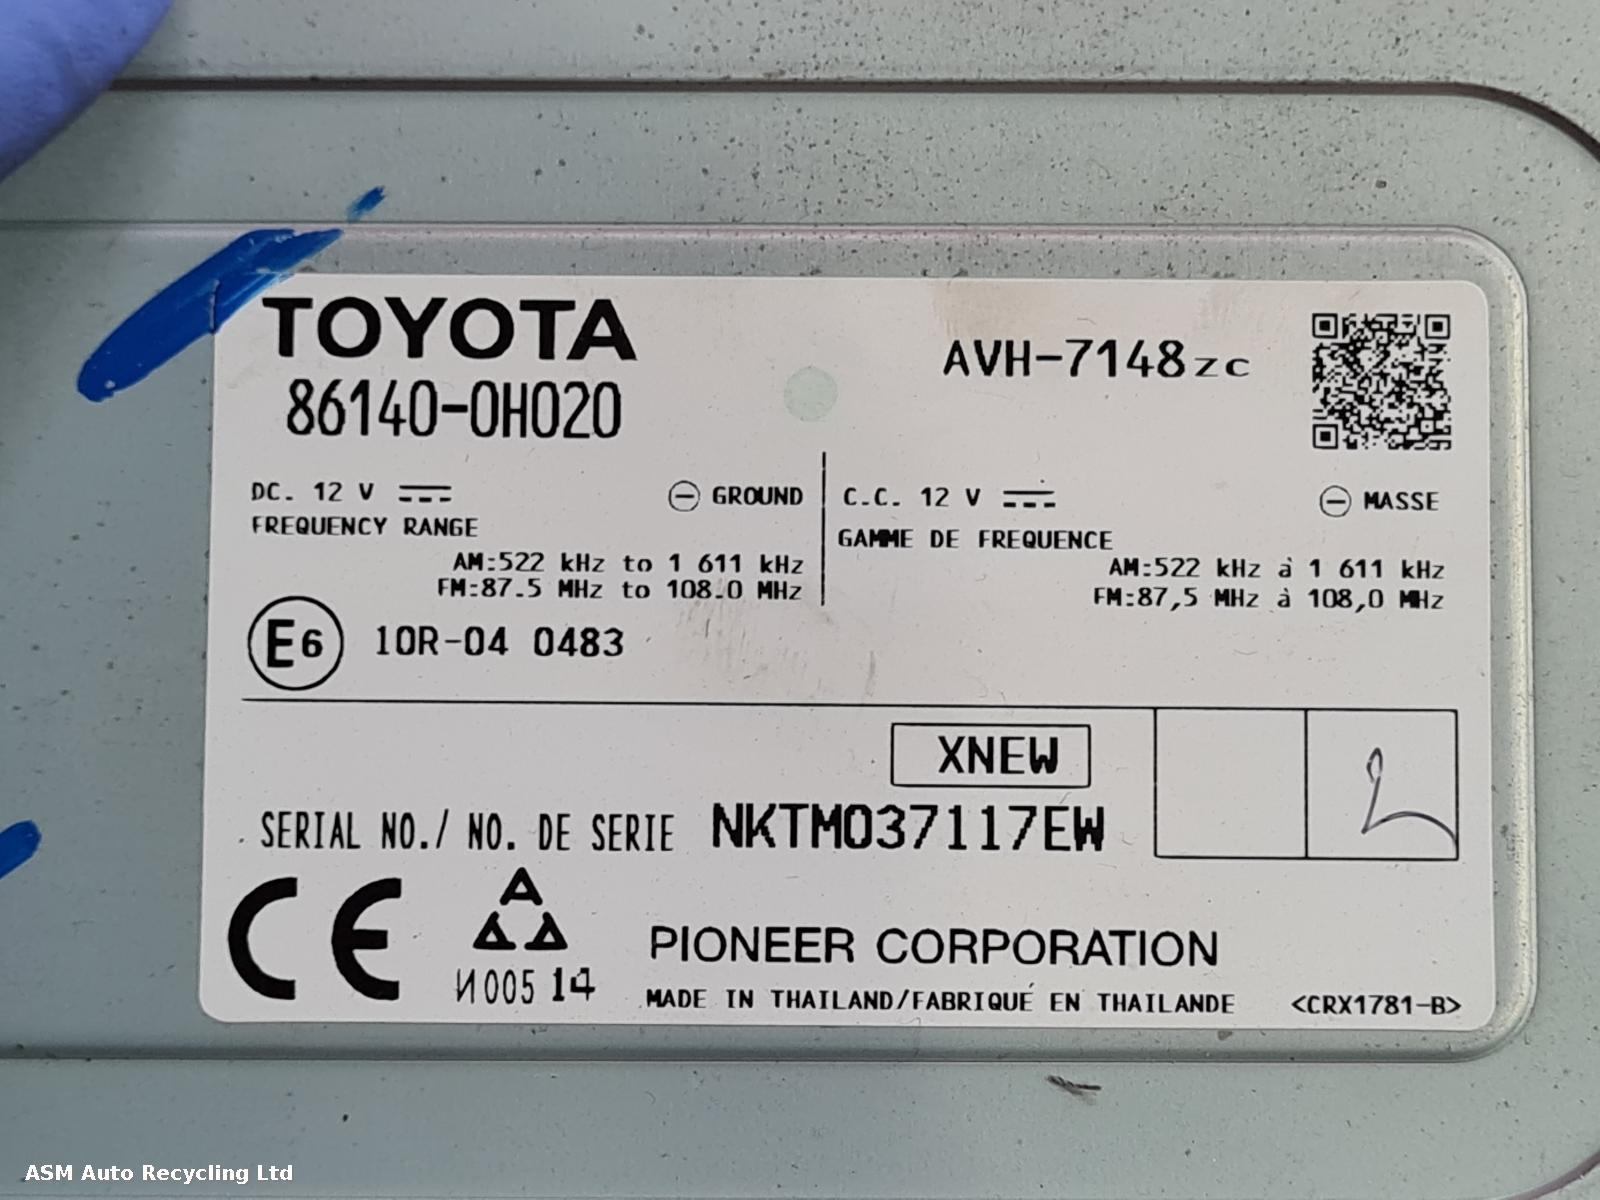 TOYOTA
86140-0H020
AVH-7148zc
DC. 12 V
GROUND
FREQUENCY RANGE
AM:522 kHz to 1 611 kHz
FM:87.5 MHz to 108.0 MHz
C.C. 12 V
MASSE
GAMME DE FREQUENCE
AM:522 kHz à 1 611 kHz
FM:87,5 MHz à 108,0 MHz
E6 10R-04 0483
XNEW
SERIAL NO./ NO. DE SERIE NKTM037117EW
2
CE
И005 14
PIONEER CORPORATION
MADE IN THAILAND/FABRIQUÉ EN THAILANDE
<CRX1781-B>
ASM Auto Recycling Ltd